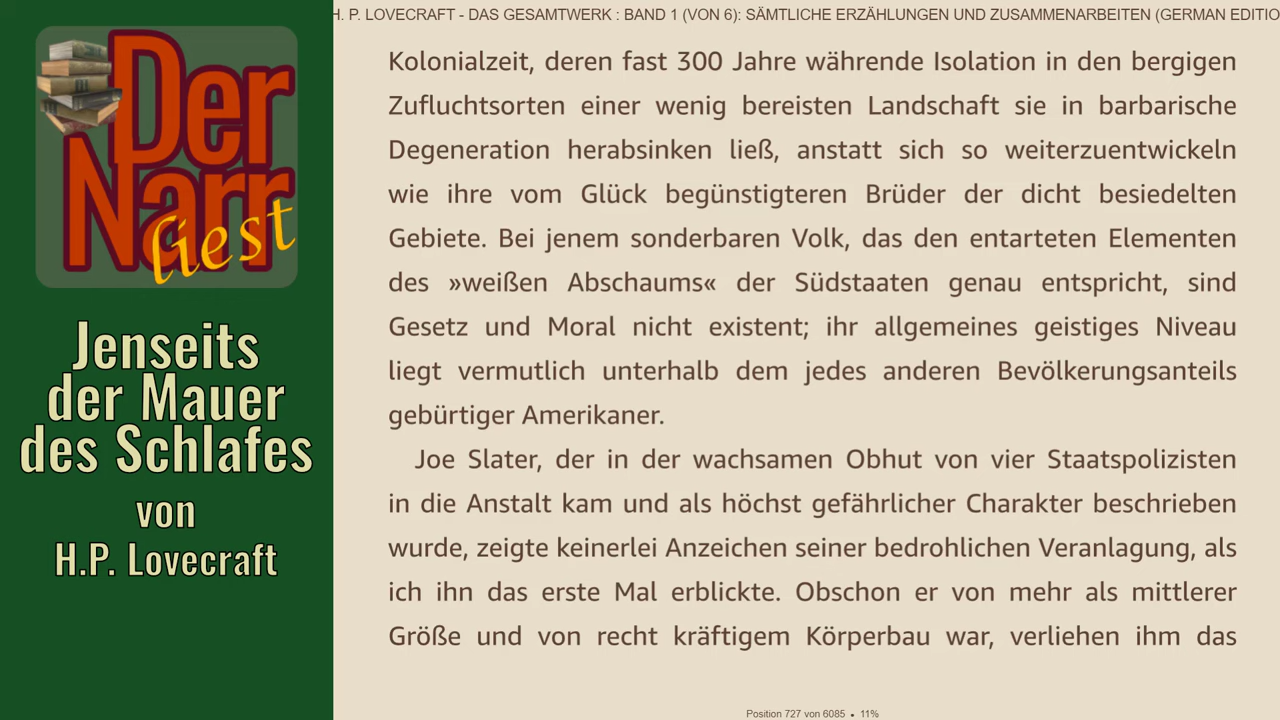 Der
Narr
liest
Jenseits
der Mauer
des Schlafes
von
H.P. Lovecraft
H. P. LOVECRAFT - DAS GESAMTWERK : BAND 1 (VON 6): SÄMTLICHE ERZÄHLUNGEN UND ZUSAMMENARBEITEN (GERMAN EDITIO
Kolonialzeit, deren fast 300 Jahre währende Isolation in den bergigen
Zufluchtsorten einer wenig bereisten Landschaft sie in barbarische
Degeneration herabsinken ließ, anstatt sich so weiterzuentwickeln
wie ihre vom Glück begünstigteren Brüder der dicht besiedelten
Gebiete. Bei jenem sonderbaren Volk, das den entarteten Elementen
des »weißen Abschaums« der Südstaaten genau entspricht, sind
Gesetz und Moral nicht existent; ihr allgemeines geistiges Niveau
liegt vermutlich unterhalb dem jedes anderen Bevölkerungsanteils
gebürtiger Amerikaner.
Joe Slater, der in der wachsamen Obhut von vier Staatspolizisten
in die Anstalt kam und als höchst gefährlicher Charakter beschrieben
wurde, zeigte keinerlei Anzeichen seiner bedrohlichen Veranlagung, als
ich ihn das erste Mal erblickte. Obschon er von mehr als mittlerer
Größe und von recht kräftigem Körperbau war, verliehen ihm das
Position 727 von 6085 • 11%